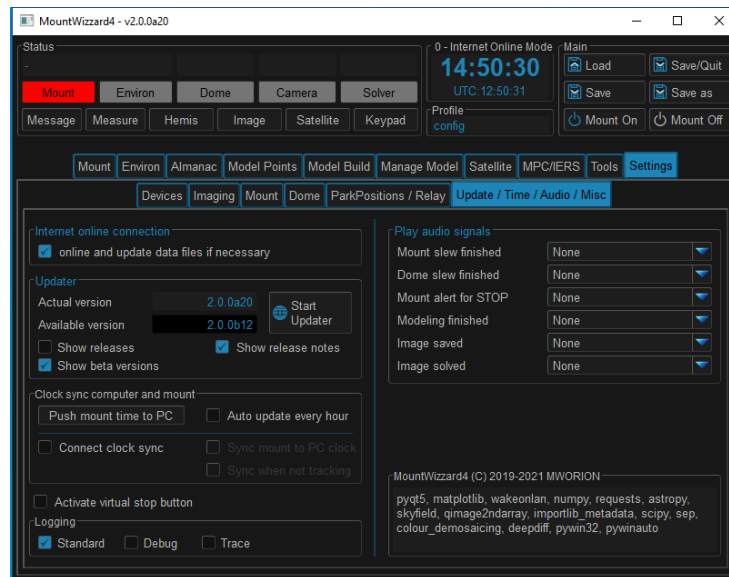 MountWizzard4 - v2.0.0a20
Status
0 - Internet Online Mode
Main
-
14:50:30
Load
Save/Quit
Mount
Environ
Dome
Camera
Solver
UTC:12:50:31
Save
Save as
Message
Measure
Hemis
Image
Satellite
Keypad
Profile
config
Mount On
Mount Off
Mount
Environ
Almanac
Model Points
Model Build
Manage Model
Satellite
MPC/IERS
Tools
Settings
Devices
Imaging
Mount
Dome
ParkPositions / Relay
Update / Time / Audio / Misc
Internet online connection
online and update data files if necessary
Updater
Actual version
2.0.0a20
Available version
2.0.0b12
Start
Updater
Show releases
Show release notes
Show beta versions
Clock sync computer and mount
Push mount time to PC
Auto update every hour
Connect clock sync
Sync mount to PC clock
Sync when not tracking
Activate virtual stop button
Logging
Standard
Debug
Trace
Play audio signals
Mount slew finished
None
Dome slew finished
None
Mount alert for STOP
None
Modeling finished
None
Image saved
None
Image solved
None
MountWizzard4 (C) 2019-2021 MWORION
pyqt5, matplotlib, wakeonlan, numpy, requests, astropy,
skyfield, qimage2ndarray, importlib_metadata, scipy, sep,
colour_demosaicing, deepdiff, pywin32, pywinauto